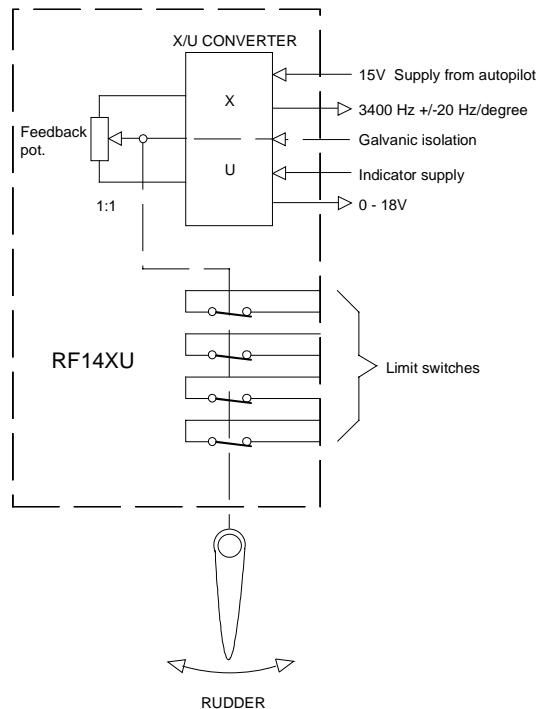 X/U CONVERTER
15V Supply from autopilot
X
3400 Hz +/-20 Hz/degree
Feedback
pot.
Galvanic isolation
U
Indicator supply
1:1
0 - 18V
RF14XU
Limit switches
RUDDER